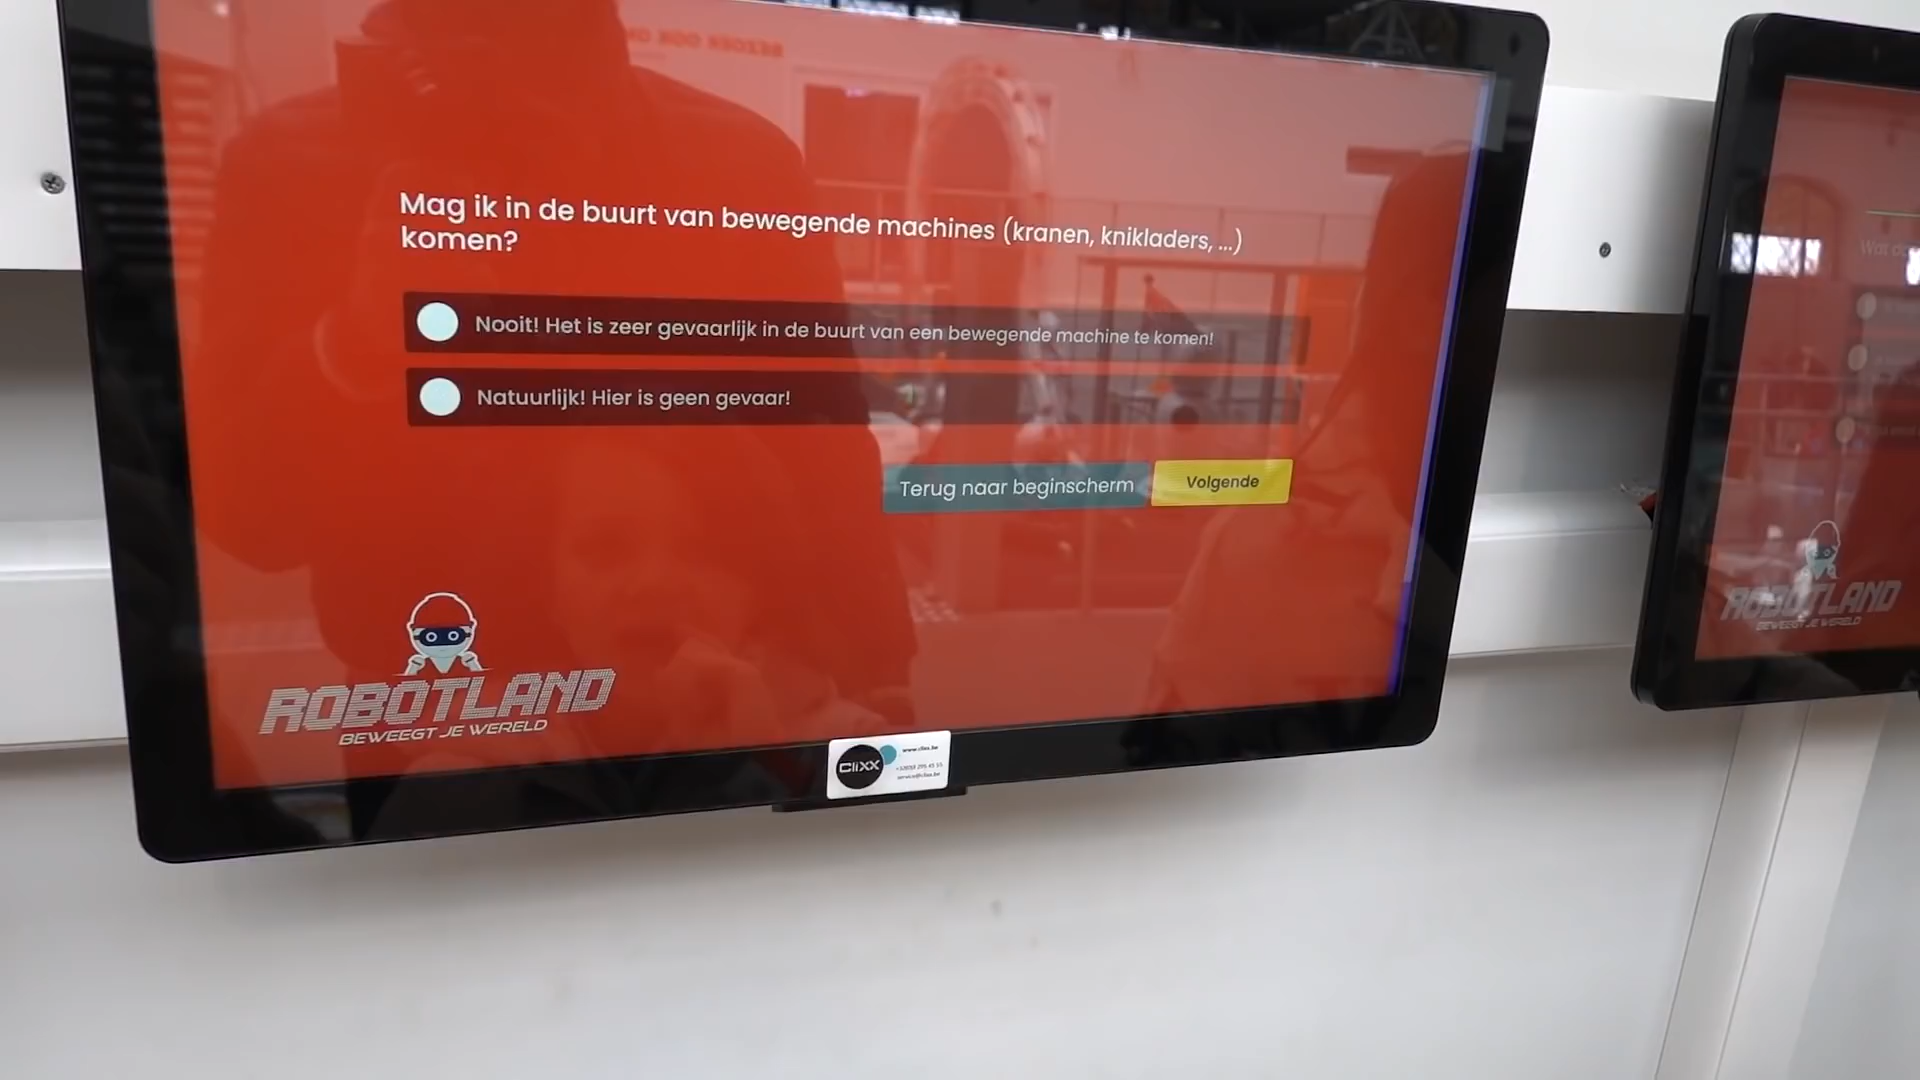 Mag ik in de buurt van bewegende machines (kranen, knikladers, ...)
komen?
Nooit! Het is zeer gevaarlijk in de buurt van een bewegende machine te komen!
Natuurlijk! Hier is geen gevaar!
Terug naar beginscherm
Volgende
ROBOTLAND
BEWEEGT JE WERELD
Clixx
ROBOTLAND
BEWEEGT JE WERELD